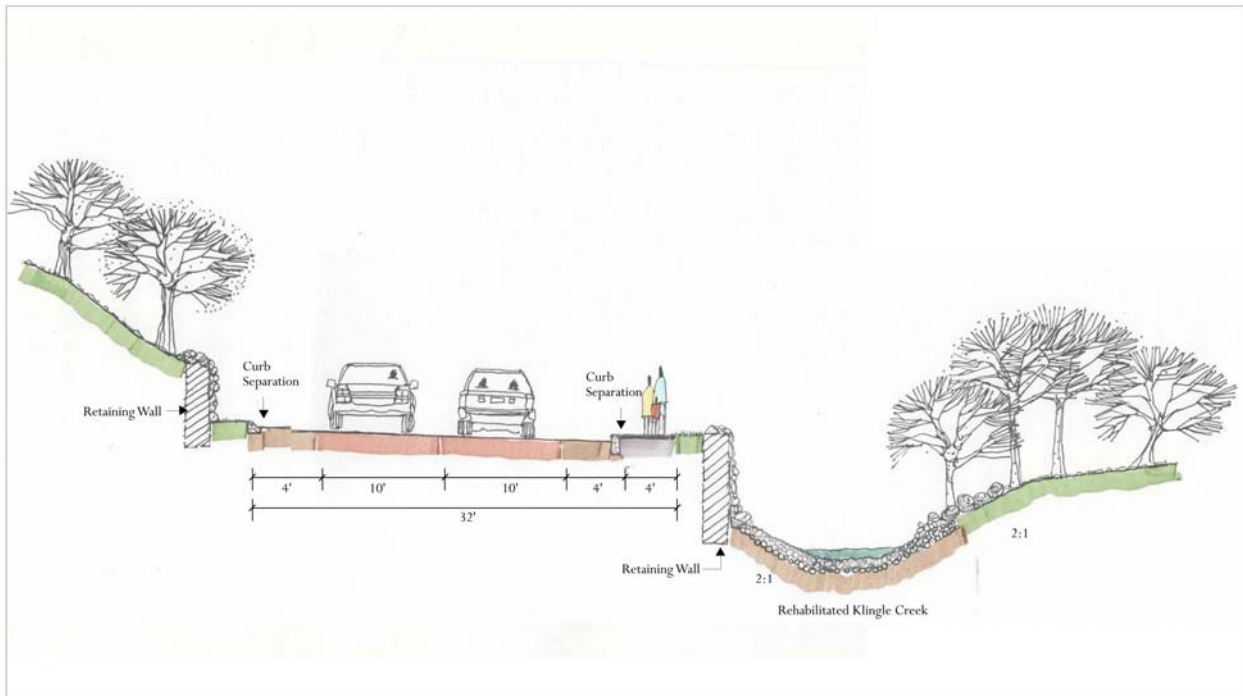 Curb
Separation
Curb
Separation
Retaining Wall
4'
10'
10'
4'
4'
32'
2:1
Retaining Wall
2:1
Rehabilitated Klingle Creek